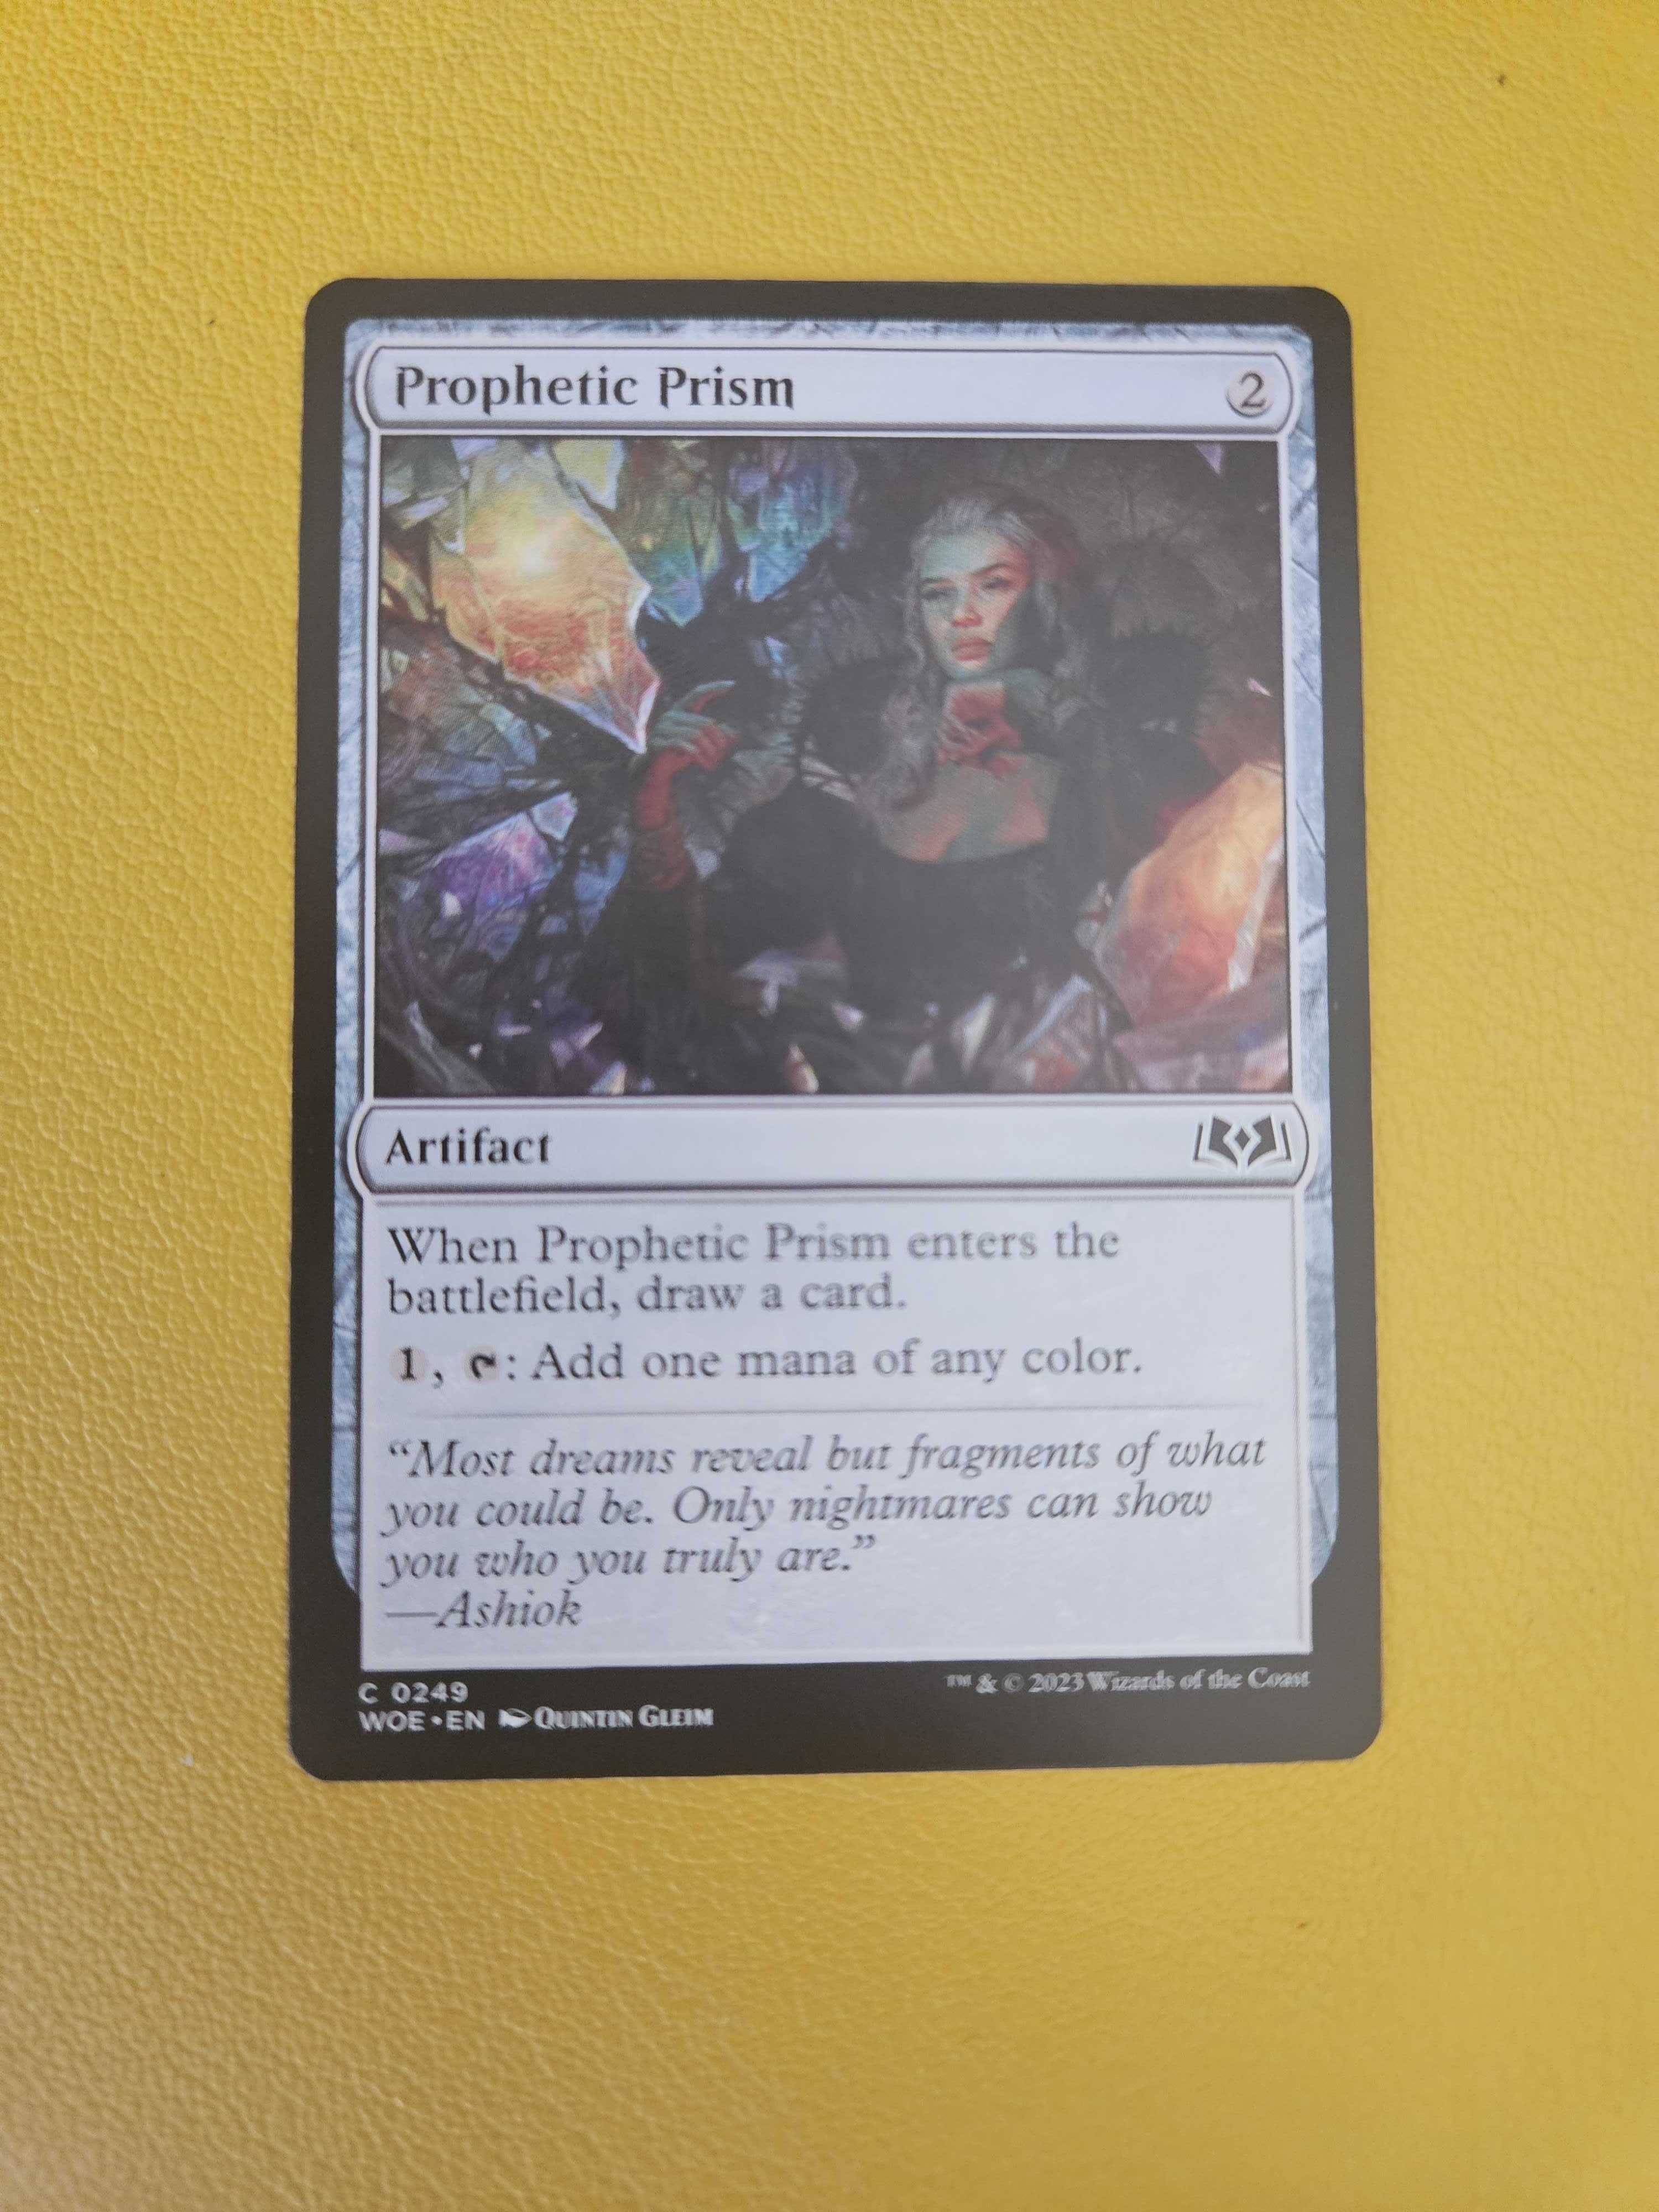 Prophetic Prism 2
Artifact
When Prophetic Prism enters the
battlefield, draw a card.
1, : Add one mana of any color.
“Most dreams reveal but fragments of what
you could be. Only nightmares can show
you who you truly are.”
—Ashiok
C 0249
WOE•EN QUINTIN GLEIM
™ & © 2023 Wizards of the Coast